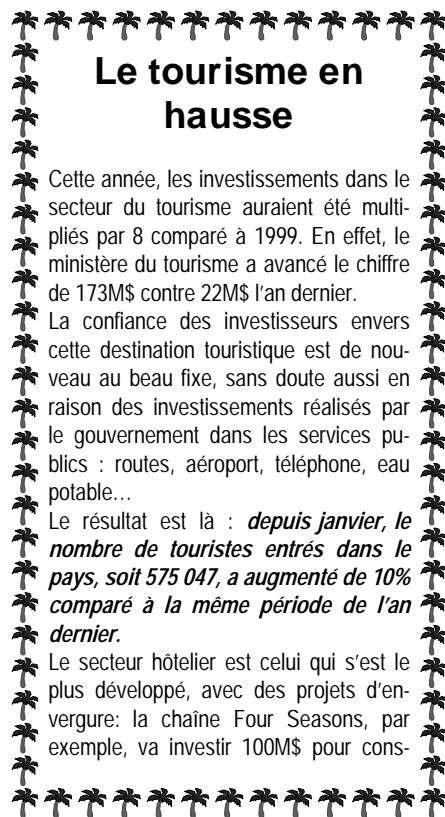 Le tourisme en
hausse
Cette année, les investissements dans le
secteur du tourisme auraient été multi-
pliés par 8 comparé à 1999. En effet, le
ministère du tourisme a avancé le chiffre
de 173M$ contre 22M$ l'an dernier.
La confiance des investisseurs envers
cette destination touristique est de nou-
veau au beau fixe, sans doute aussi en
raison des investissements réalisés par
le gouvernement dans les services pu-
blics : routes, aéroport, téléphone, eau
potable…
Le résultat est là : depuis janvier, le
nombre de touristes entrés dans le
pays, soit 575 047, a augmenté de 10%
comparé à la même période de l'an
dernier.
Le secteur hôtelier est celui qui s'est le
plus développé, avec des projets d'en-
vergure: la chaîne Four Seasons, par
exemple, va investir 100M$ pour cons-